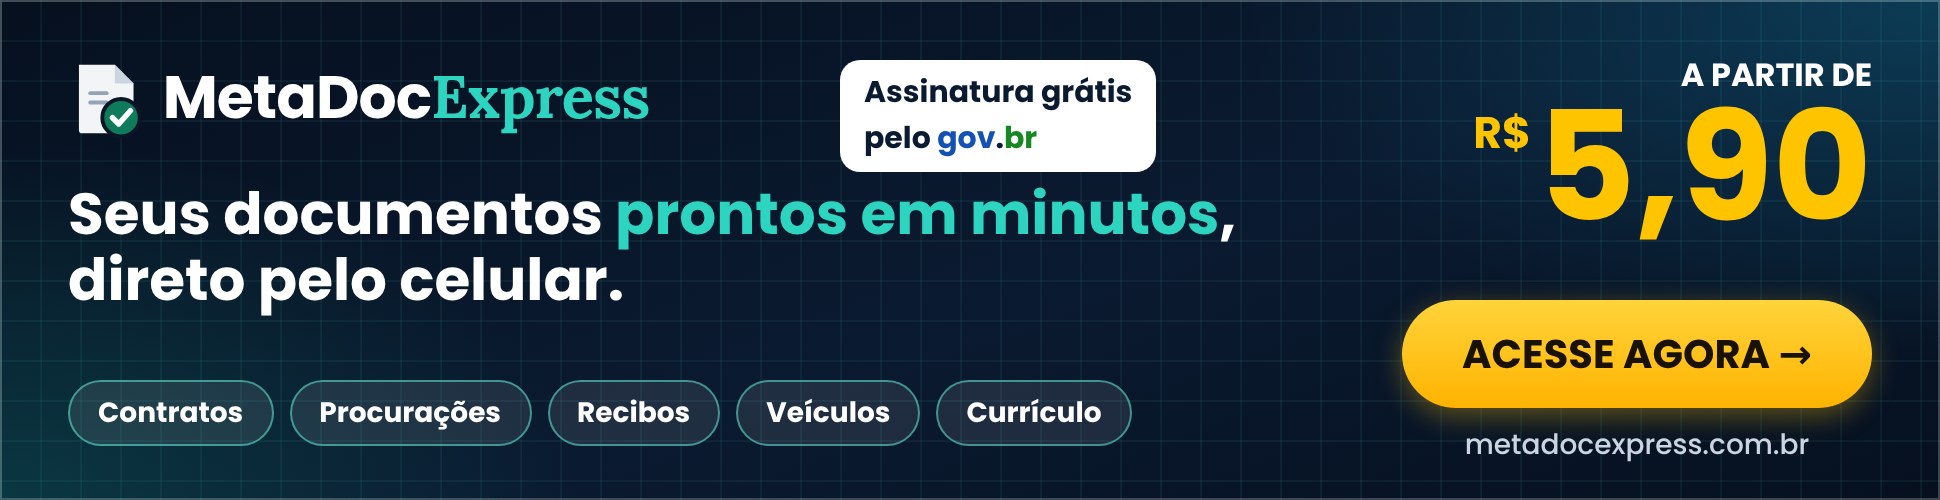 MetaDocExpress
Assinatura grátis
pelo gov.br
Seus documentos prontos em minutos,
direto pelo celular.
Contratos
Procurações
Recibos
Veículos
Currículo
A PARTIR DE
R$ 5,90
ACESSE AGORA →
metadocexpress.com.br